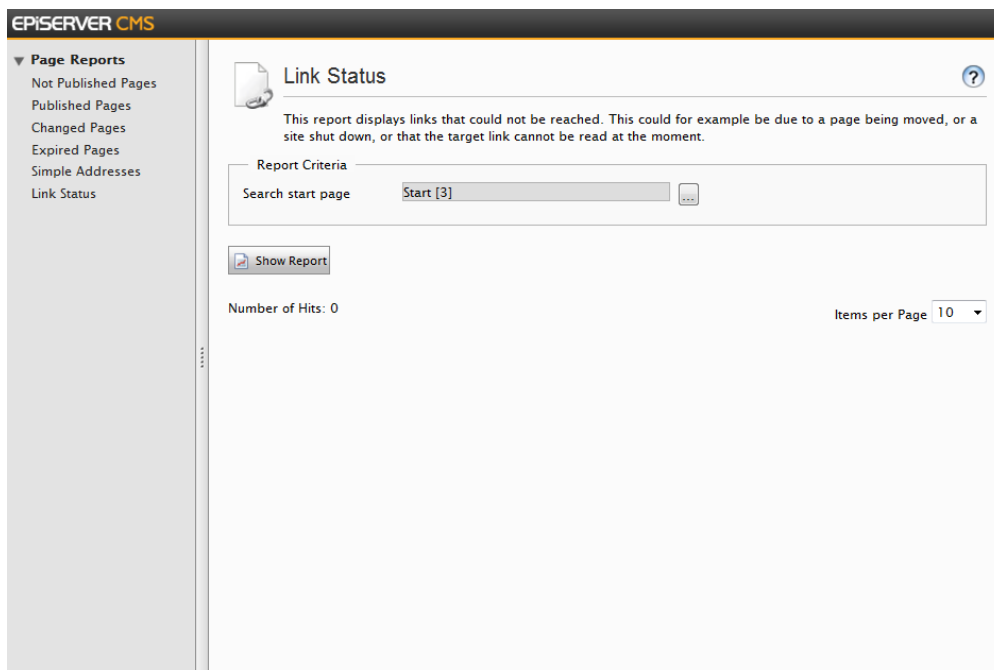 EPiSERVER CMS
Page Reports
Not Published Pages
Published Pages
Changed Pages
Expired Pages
Simple Addresses
Link Status
Link Status
?
This report displays links that could not be reached. This could for example be due to a page being moved, or a
site shut down, or that the target link cannot be read at the moment.
Report Criteria
Search start page Start [3] ...
Show Report
Number of Hits: 0
Items per Page 10